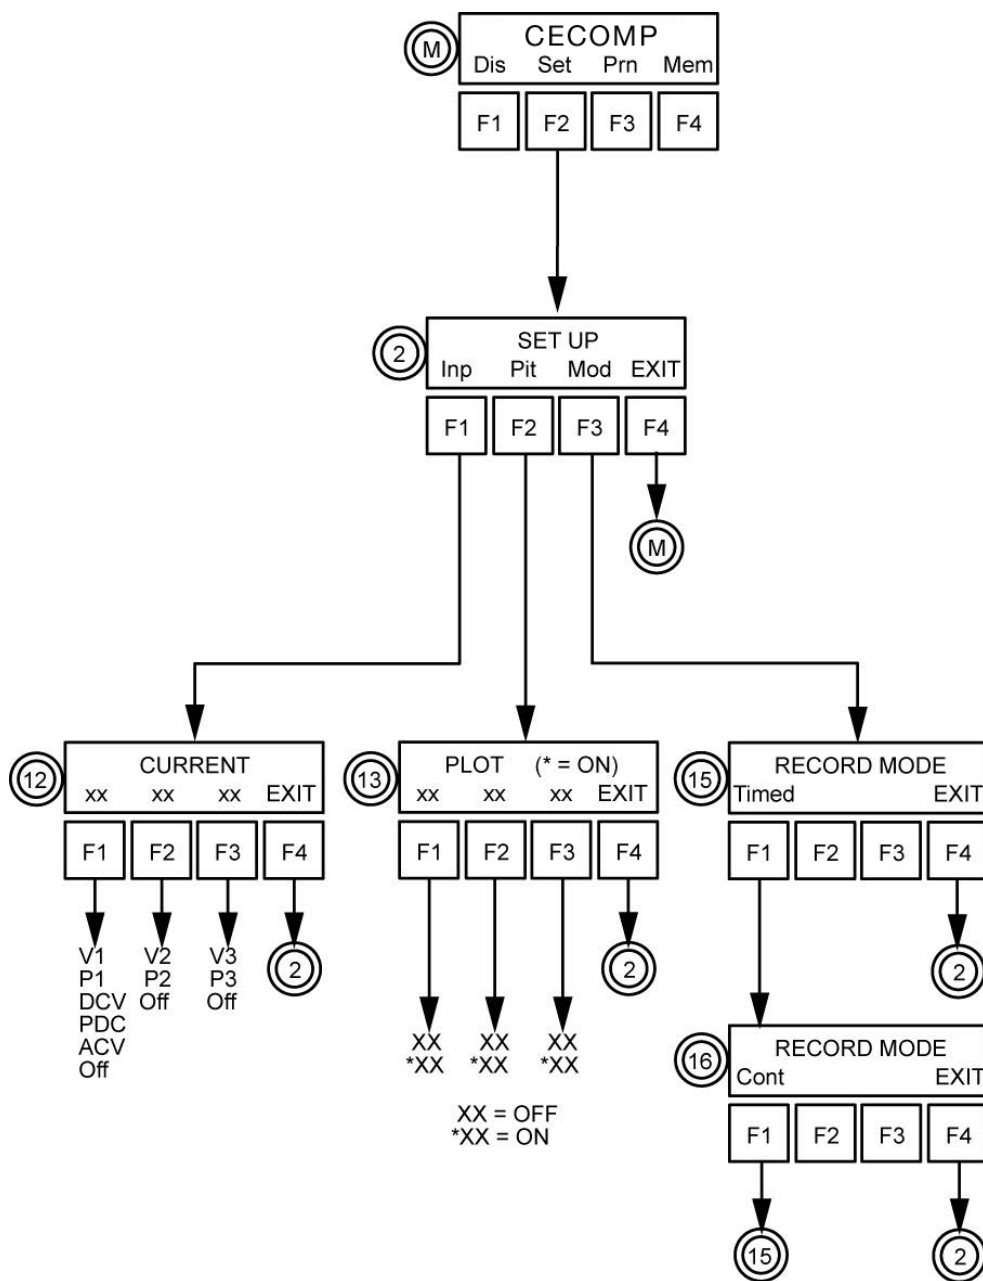 M
CECOMP
Dis Set Prn Mem
F1 F2 F3 F4
2
SET UP
Inp Pit Mod EXIT
F1 F2 F3 F4
M
12
CURRENT
xx xx xx EXIT
F1 F2 F3 F4
V1 V2 V3
P1 P2 P3
DCV Off Off
PDC
ACV
Off
2
13
PLOT (* = ON)
xx xx xx EXIT
F1 F2 F3 F4
2
XX XX XX
*XX *XX *XX
XX = OFF
*XX = ON
15
RECORD MODE
Timed EXIT
F1 F2 F3 F4
2
16
RECORD MODE
Cont EXIT
F1 F2 F3 F4
15 2